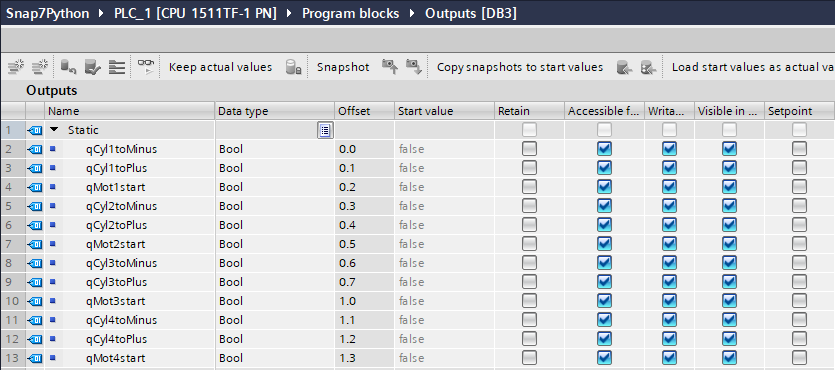 Snap7Python PLC_1 [CPU 1511TF-1 PN] Program blocks Outputs [DB3]
Keep actual values Snapshot Copy snapshots to start values Load start values as actual va
Outputs
Name Data type Offset Start value Retain Accessible f... Writa... Visible in ... Setpoint
1 Static
2 qCyl1toMinus Bool 0.0 false
3 qCyl1toPlus Bool 0.1 false
4 qMot1start Bool 0.2 false
5 qCyl2toMinus Bool 0.3 false
6 qCyl2toPlus Bool 0.4 false
7 qMot2start Bool 0.5 false
8 qCyl3toMinus Bool 0.6 false
9 qCyl3toPlus Bool 0.7 false
10 qMot3start Bool 1.0 false
11 qCyl4toMinus Bool 1.1 false
12 qCyl4toPlus Bool 1.2 false
13 qMot4start Bool 1.3 false